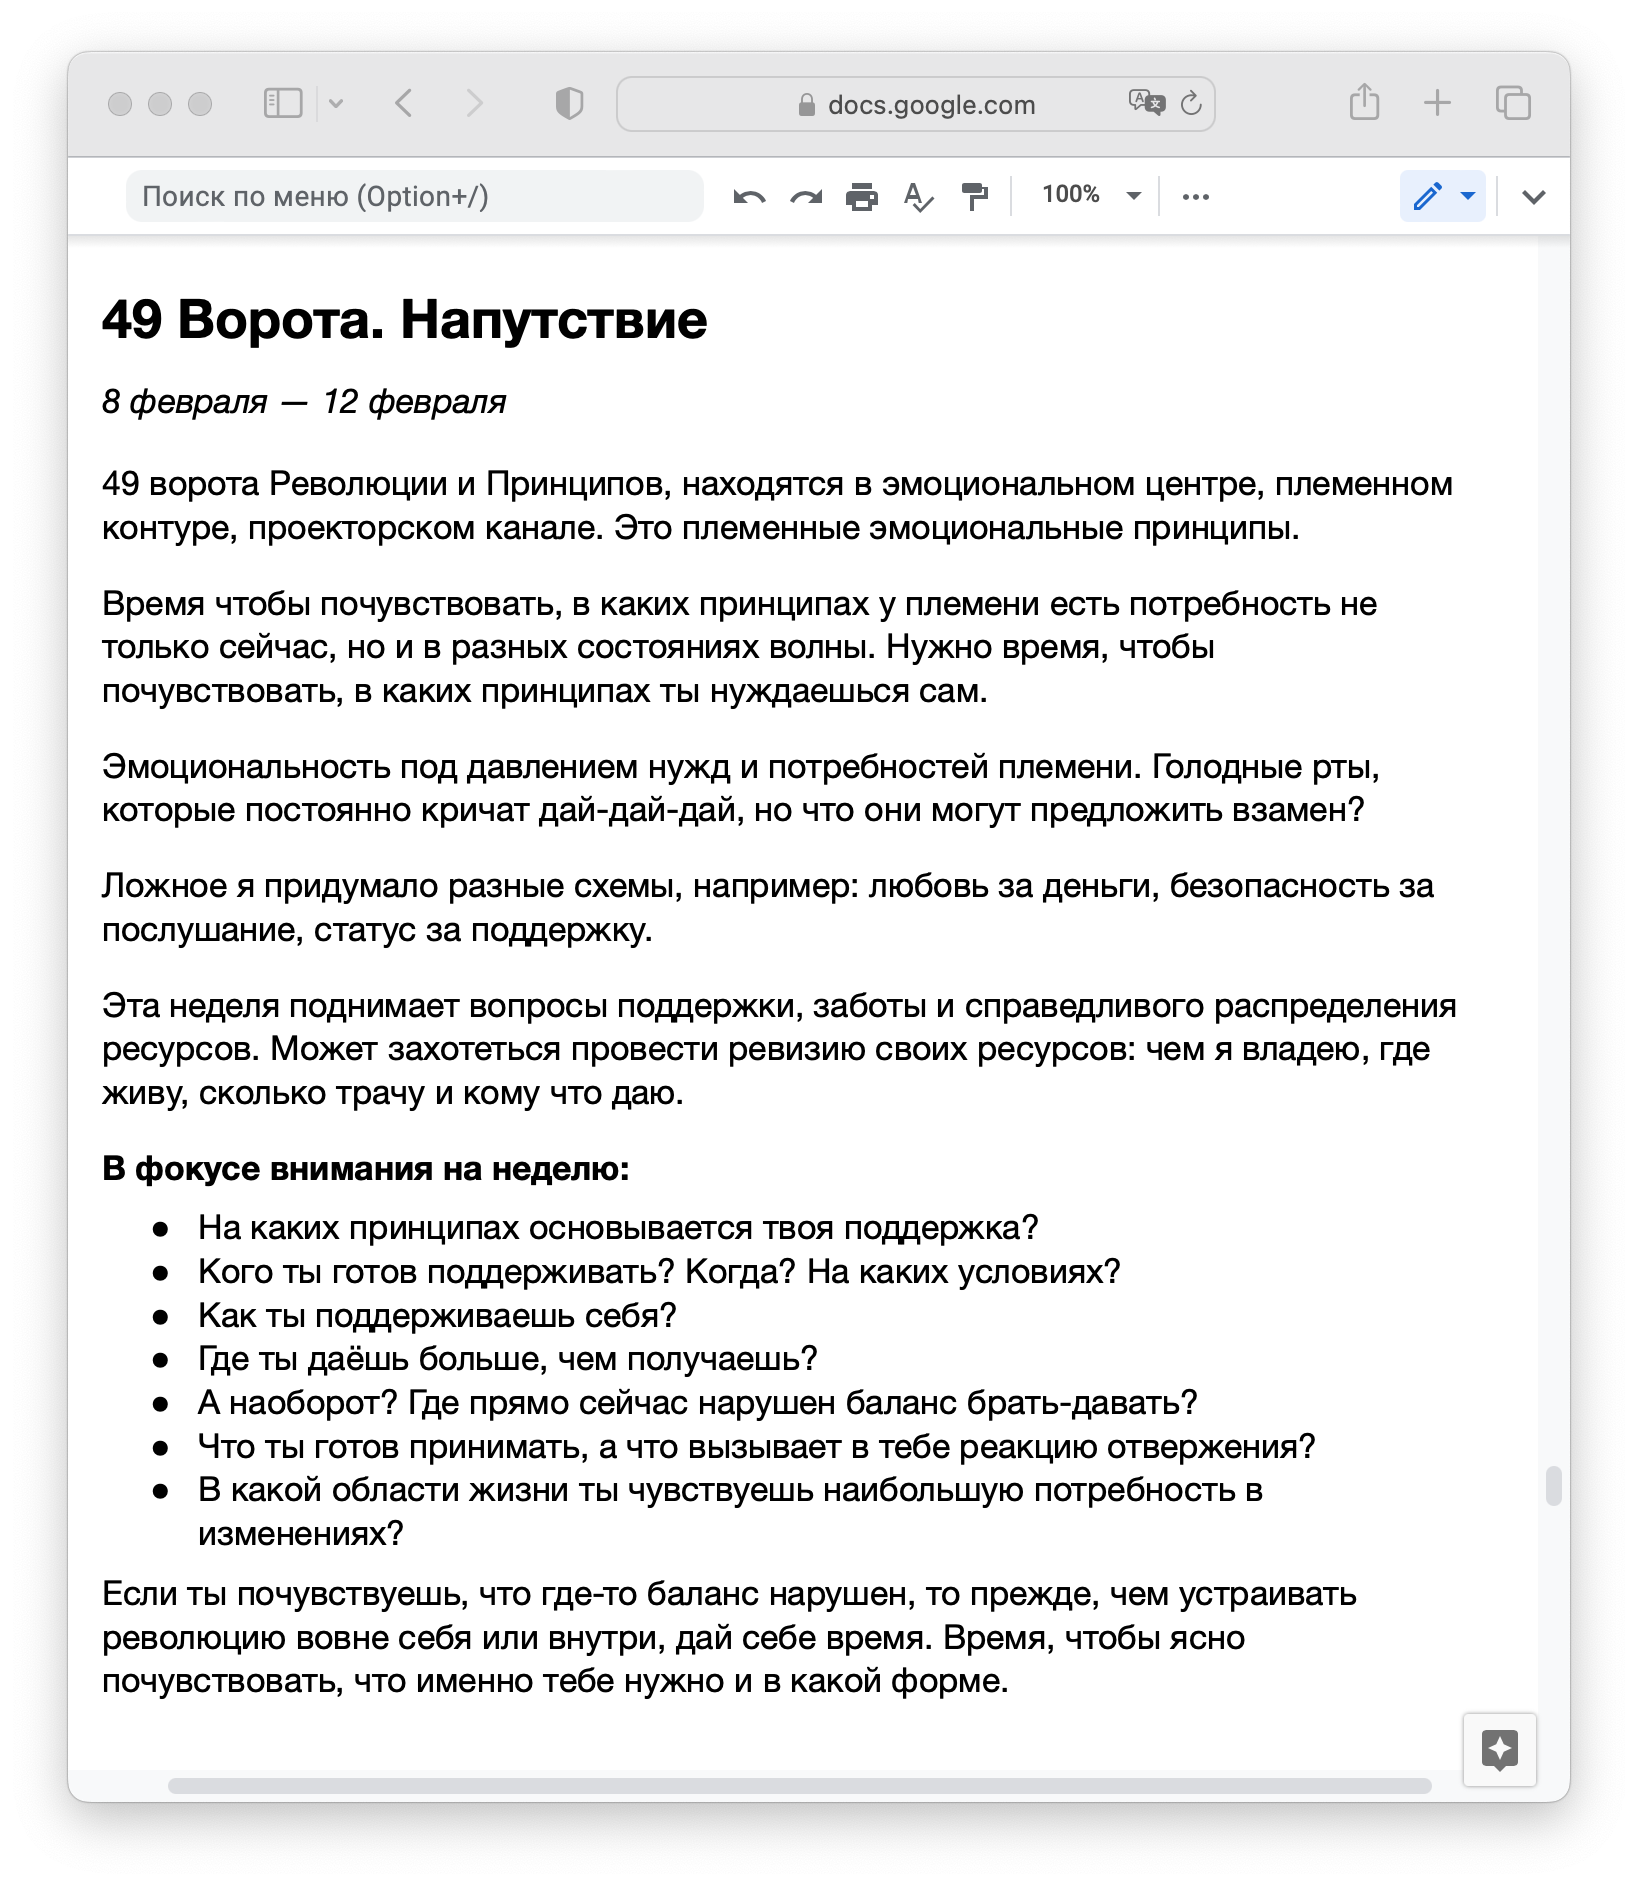 docs.google.com
Поиск по меню (Option+/)
100%
49 Ворота. Напутствие
8 февраля — 12 февраля
49 ворота Революции и Принципов, находятся в эмоциональном центре, племенном
контуре, проекторском канале. Это племенные эмоциональные принципы.
Время чтобы почувствовать, в каких принципах у племени есть потребность не
только сейчас, но и в разных состояниях волны. Нужно время, чтобы
почувствовать, в каких принципах ты нуждаешься сам.
Эмоциональность под давлением нужд и потребностей племени. Голодные рты,
которые постоянно кричат дай-дай-дай, но что они могут предложить взамен?
Ложное я придумало разные схемы, например: любовь за деньги, безопасность за
послушание, статус за поддержку.
Эта неделя поднимает вопросы поддержки, заботы и справедливого распределения
ресурсов. Может захотеться провести ревизию своих ресурсов: чем я владею, где
живу, сколько трачу и кому что даю.
В фокусе внимания на неделю:
● На каких принципах основывается твоя поддержка?
● Кого ты готов поддерживать? Когда? На каких условиях?
● Как ты поддерживаешь себя?
● Где ты даёшь больше, чем получаешь?
● А наоборот? Где прямо сейчас нарушен баланс брать-давать?
● Что ты готов принимать, а что вызывает в тебе реакцию отвержения?
● В какой области жизни ты чувствуешь наибольшую потребность в
изменениях?
Если ты почувствуешь, что где-то баланс нарушен, то прежде, чем устраивать
революцию вовне себя или внутри, дай себе время. Время, чтобы ясно
почувствовать, что именно тебе нужно и в какой форме.